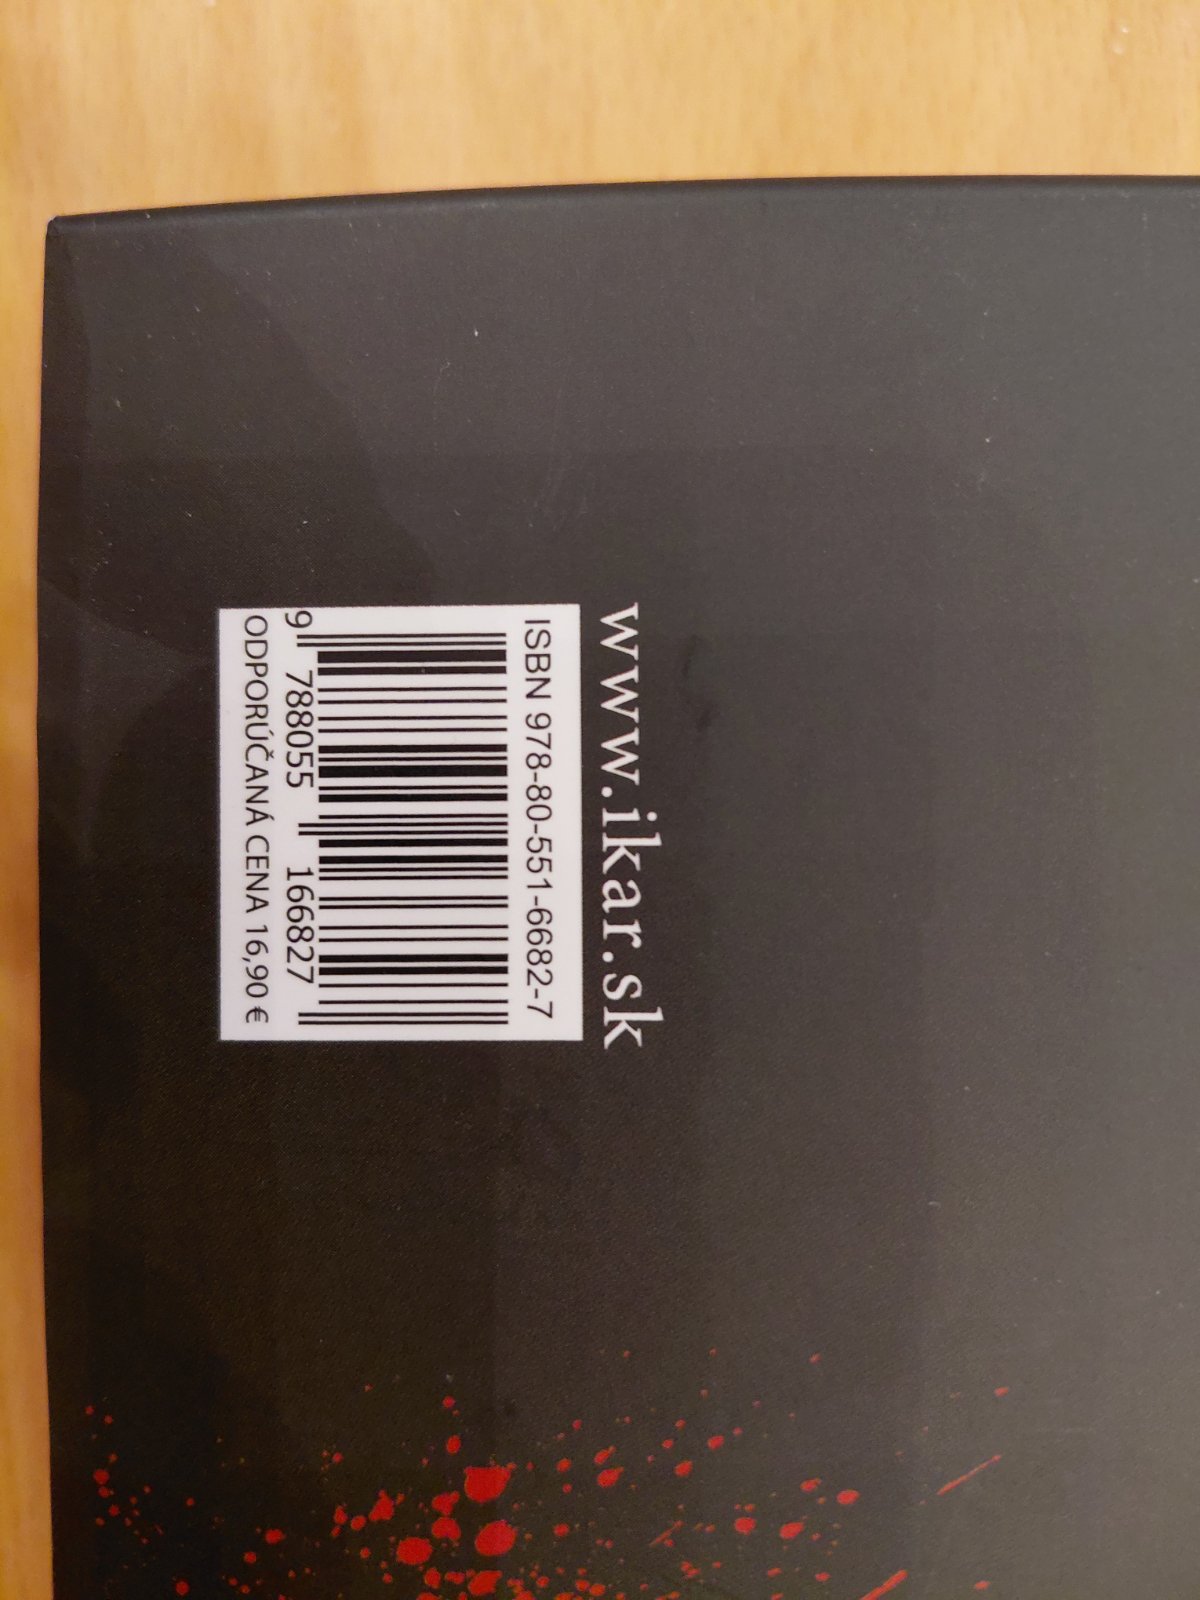 www.ikar.sk
ISBN 978-80-551-6682-7
9 788055 166827
ODPORÚČANÁ CENA 16,90 €